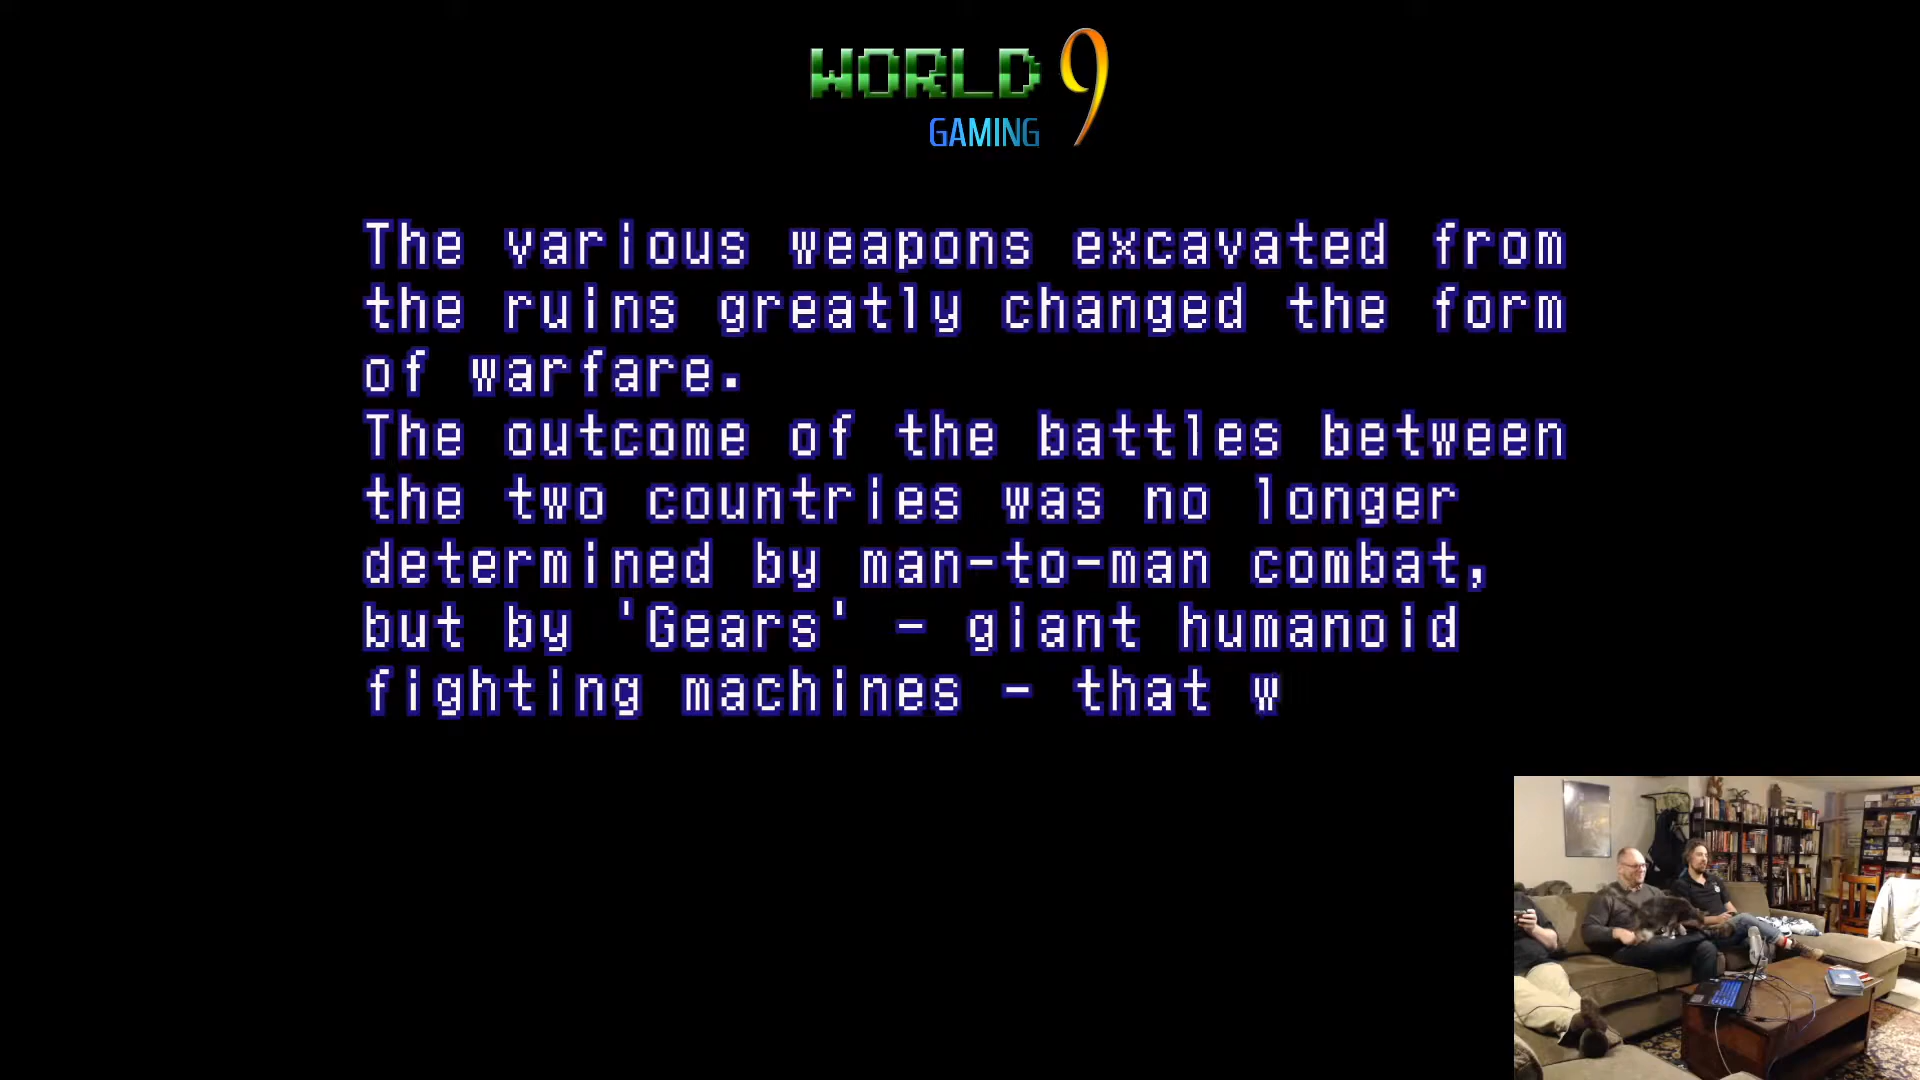 WORLD 9
GAMING
The various weapons excavated from
the ruins greatly changed the form
of warfare.
The outcome of the battles between
the two countries was no longer
determined by man-to-man combat,
but by 'Gears' - giant humanoid
fighting machines - that w